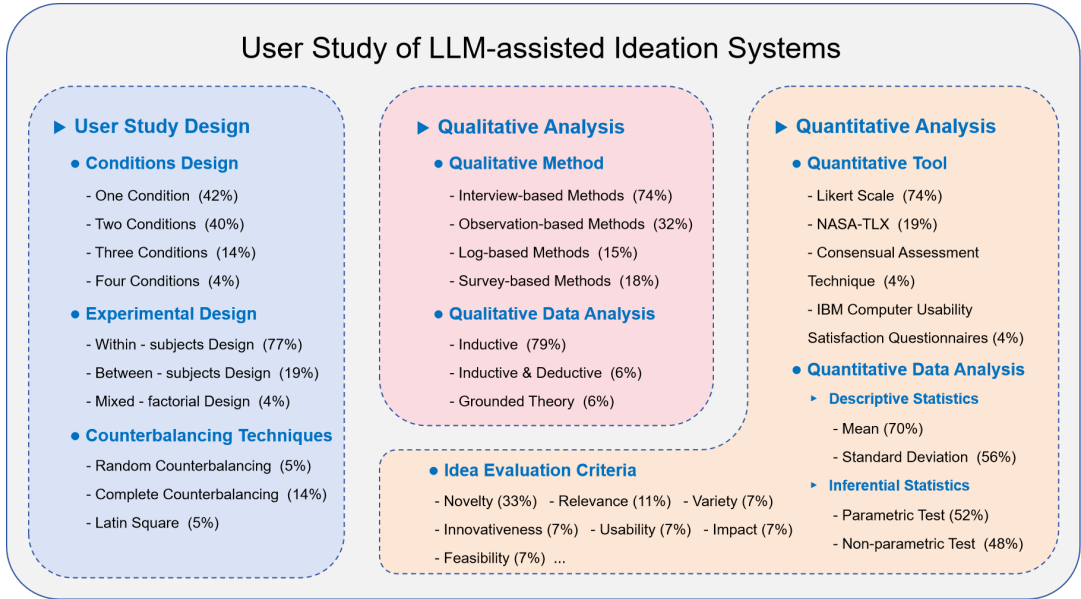 User Study of LLM-assisted Ideation Systems
User Study Design
Conditions Design
- One Condition (42%)
- Two Conditions (40%)
- Three Conditions (14%)
- Four Conditions (4%)
Experimental Design
- Within - subjects Design (77%)
- Between - subjects Design (19%)
- Mixed - factorial Design (4%)
Counterbalancing Techniques
- Random Counterbalancing (5%)
- Complete Counterbalancing (14%)
- Latin Square (5%)
Qualitative Analysis
Qualitative Method
- Interview-based Methods (74%)
- Observation-based Methods (32%)
- Log-based Methods (15%)
- Survey-based Methods (18%)
Qualitative Data Analysis
- Inductive (79%)
- Inductive & Deductive (6%)
- Grounded Theory (6%)
Quantitative Analysis
Quantitative Tool
- Likert Scale (74%)
- NASA-TLX (19%)
- Consensual Assessment
Technique (4%)
- IBM Computer Usability
Satisfaction Questionnaires (4%)
Quantitative Data Analysis
Descriptive Statistics
- Mean (70%)
- Standard Deviation (56%)
Inferential Statistics
- Parametric Test (52%)
- Non-parametric Test (48%)
Idea Evaluation Criteria
- Novelty (33%) - Relevance (11%) - Variety (7%)
- Innovativeness (7%) - Usability (7%) - Impact (7%)
- Feasibility (7%) ...